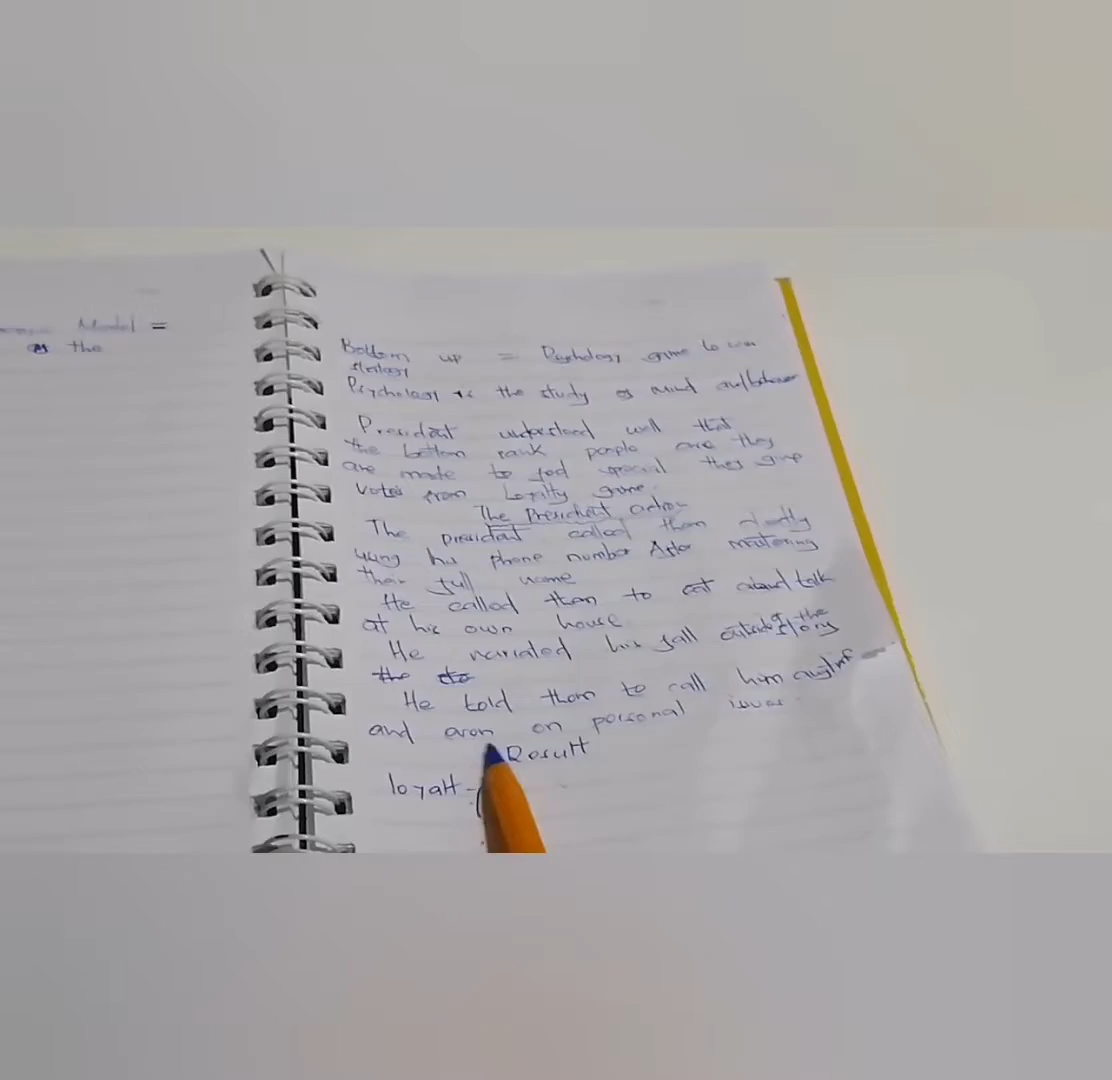 Model =
as the
Bottom up = Psychology game to win
strategy
Psychology is the study of mind and behavior
President understood well that
the bottom rank people are they
are made to feel special they give
votes from Loyalty game.
The President action
The president called them directly
using his phone number After mastering
their full name
He called them to eat and talk
at his own house
He narrated his full outside of the story
the
He told them to call him anytime
and even on personal issues
Result
loyalt